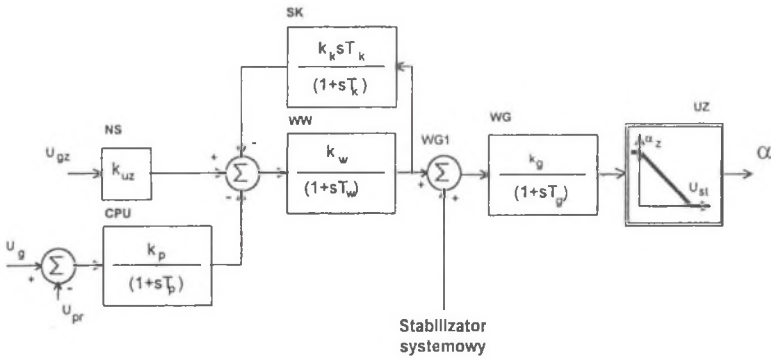 SK
k_k sT_k
(1+sT_k)
NS
U_gz
k_uz
+
-
Σ
-
WW
k_w
(1+sT_w)
WG1
+
Σ
+
WG
k_g
(1+sT_g)
UZ
α_z
U_st
α
CPU
U_g
+
Σ
-
U_pr
k_p
(1+sT_p)
Stabilizator
systemowy